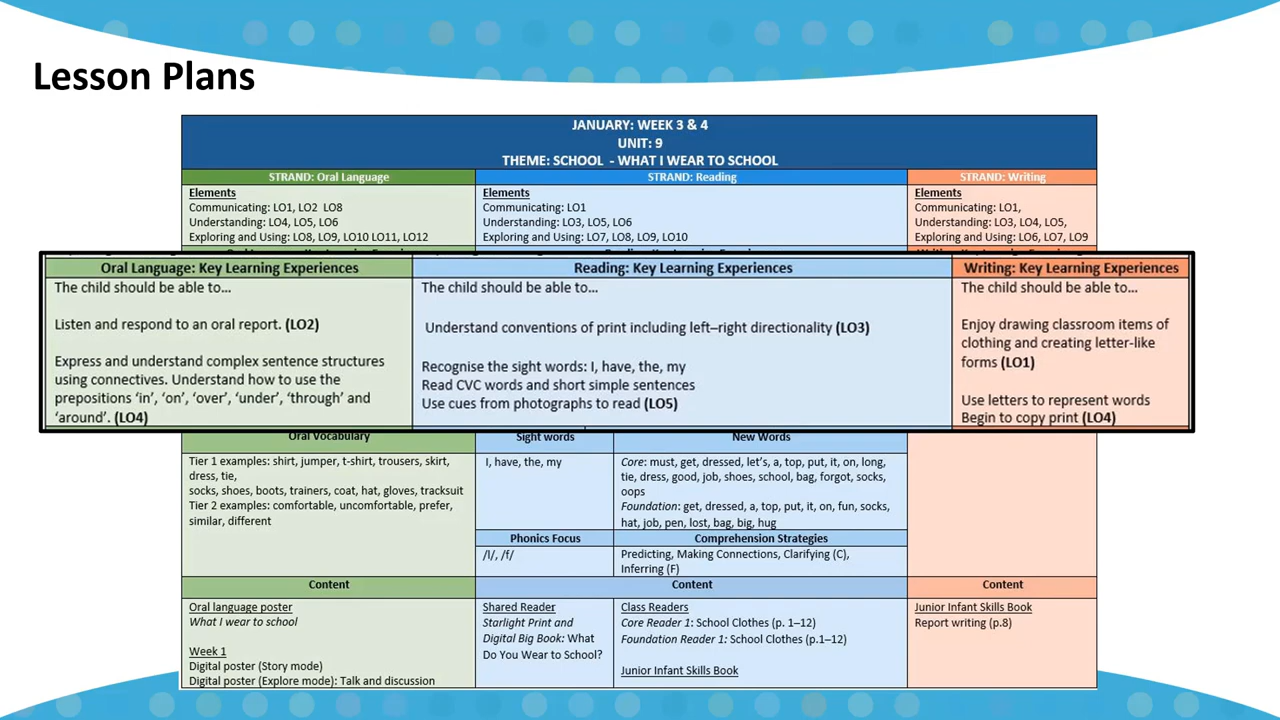 Lesson Plans
JANUARY: WEEK 3 & 4
UNIT: 9
THEME: SCHOOL - WHAT I WEAR TO SCHOOL
STRAND: Oral Language
Elements
Communicating: LO1, LO2 LO8
Understanding: LO4, LO5, LO6
Exploring and Using: LO8, LO9, LO10 LO11, LO12
STRAND: Reading
Elements
Communicating: LO1
Understanding: LO3, LO5, LO6
Exploring and Using: LO7, LO8, LO9, LO10
STRAND: Writing
Elements
Communicating: LO1,
Understanding: LO3, LO4, LO5,
Exploring and Using: LO6, LO7, LO9
Oral Language: Key Learning Experiences
The child should be able to…
Listen and respond to an oral report. (LO2)
Express and understand complex sentence structures
using connectives. Understand how to use the
prepositions ‘in’, ‘on’, ‘over’, ‘under’, ‘through’ and
‘around’. (LO4)
Reading: Key Learning Experiences
The child should be able to…
Understand conventions of print including left–right directionality (LO3)
Recognise the sight words: I, have, the, my
Read CVC words and short simple sentences
Use cues from photographs to read (LO5)
Writing: Key Learning Experiences
The child should be able to…
Enjoy drawing classroom items of
clothing and creating letter-like
forms (LO1)
Use letters to represent words
Begin to copy print (LO4)
Oral Vocabulary
Tier 1 examples: shirt, jumper, t-shirt, trousers, skirt,
dress, tie,
socks, shoes, boots, trainers, coat, hat, gloves, tracksuit
Tier 2 examples: comfortable, uncomfortable, prefer,
similar, different
Sight words
I, have, the, my
New Words
Core: must, get, dressed, let’s, a, top, put, it, on, long,
tie, dress, good, job, shoes, school, bag, forgot, socks,
oops
Foundation: get, dressed, a, top, put, it, on, fun, socks,
hat, job, pen, lost, bag, big, hug
Phonics Focus
/l/, /f/
Comprehension Strategies
Predicting, Making Connections, Clarifying (C),
Inferring (F)
Content
Oral language poster
What I wear to school
Week 1
Digital poster (Story mode)
Digital poster (Explore mode): Talk and discussion
Content
Shared Reader
Starlight Print and
Digital Big Book: What
Do You Wear to School?
Class Readers
Core Reader 1: School Clothes (p. 1–12)
Foundation Reader 1: School Clothes (p.1–12)
Junior Infant Skills Book
Content
Junior Infant Skills Book
Report writing (p.8)